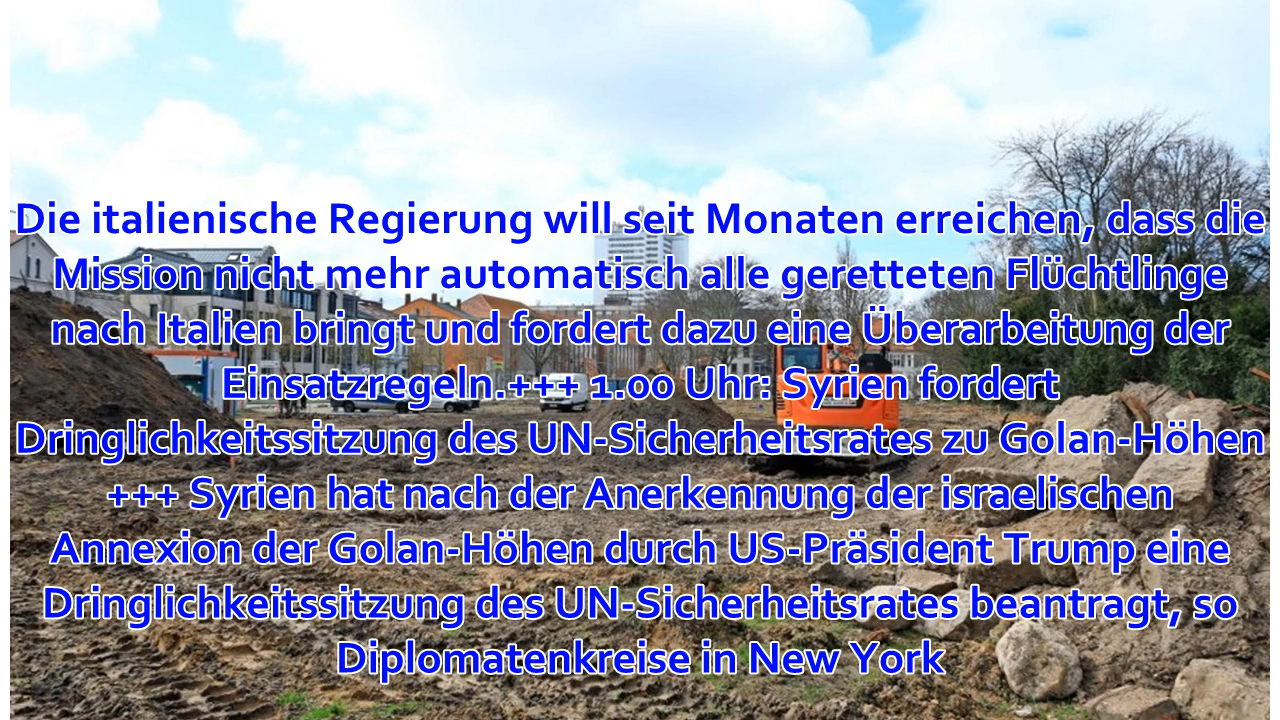 Die italienische Regierung will seit Monaten erreichen, dass die
Mission nicht mehr automatisch alle geretteten Flüchtlinge
nach Italien bringt und fordert dazu eine Überarbeitung der
Einsatzregeln.+++ 1.00 Uhr: Syrien fordert
Dringlichkeitssitzung des UN-Sicherheitsrates zu Golan-Höhen
+++ Syrien hat nach der Anerkennung der israelischen
Annexion der Golan-Höhen durch US-Präsident Trump eine
Dringlichkeitssitzung des UN-Sicherheitsrates beantragt, so
Diplomatenkreise in New York